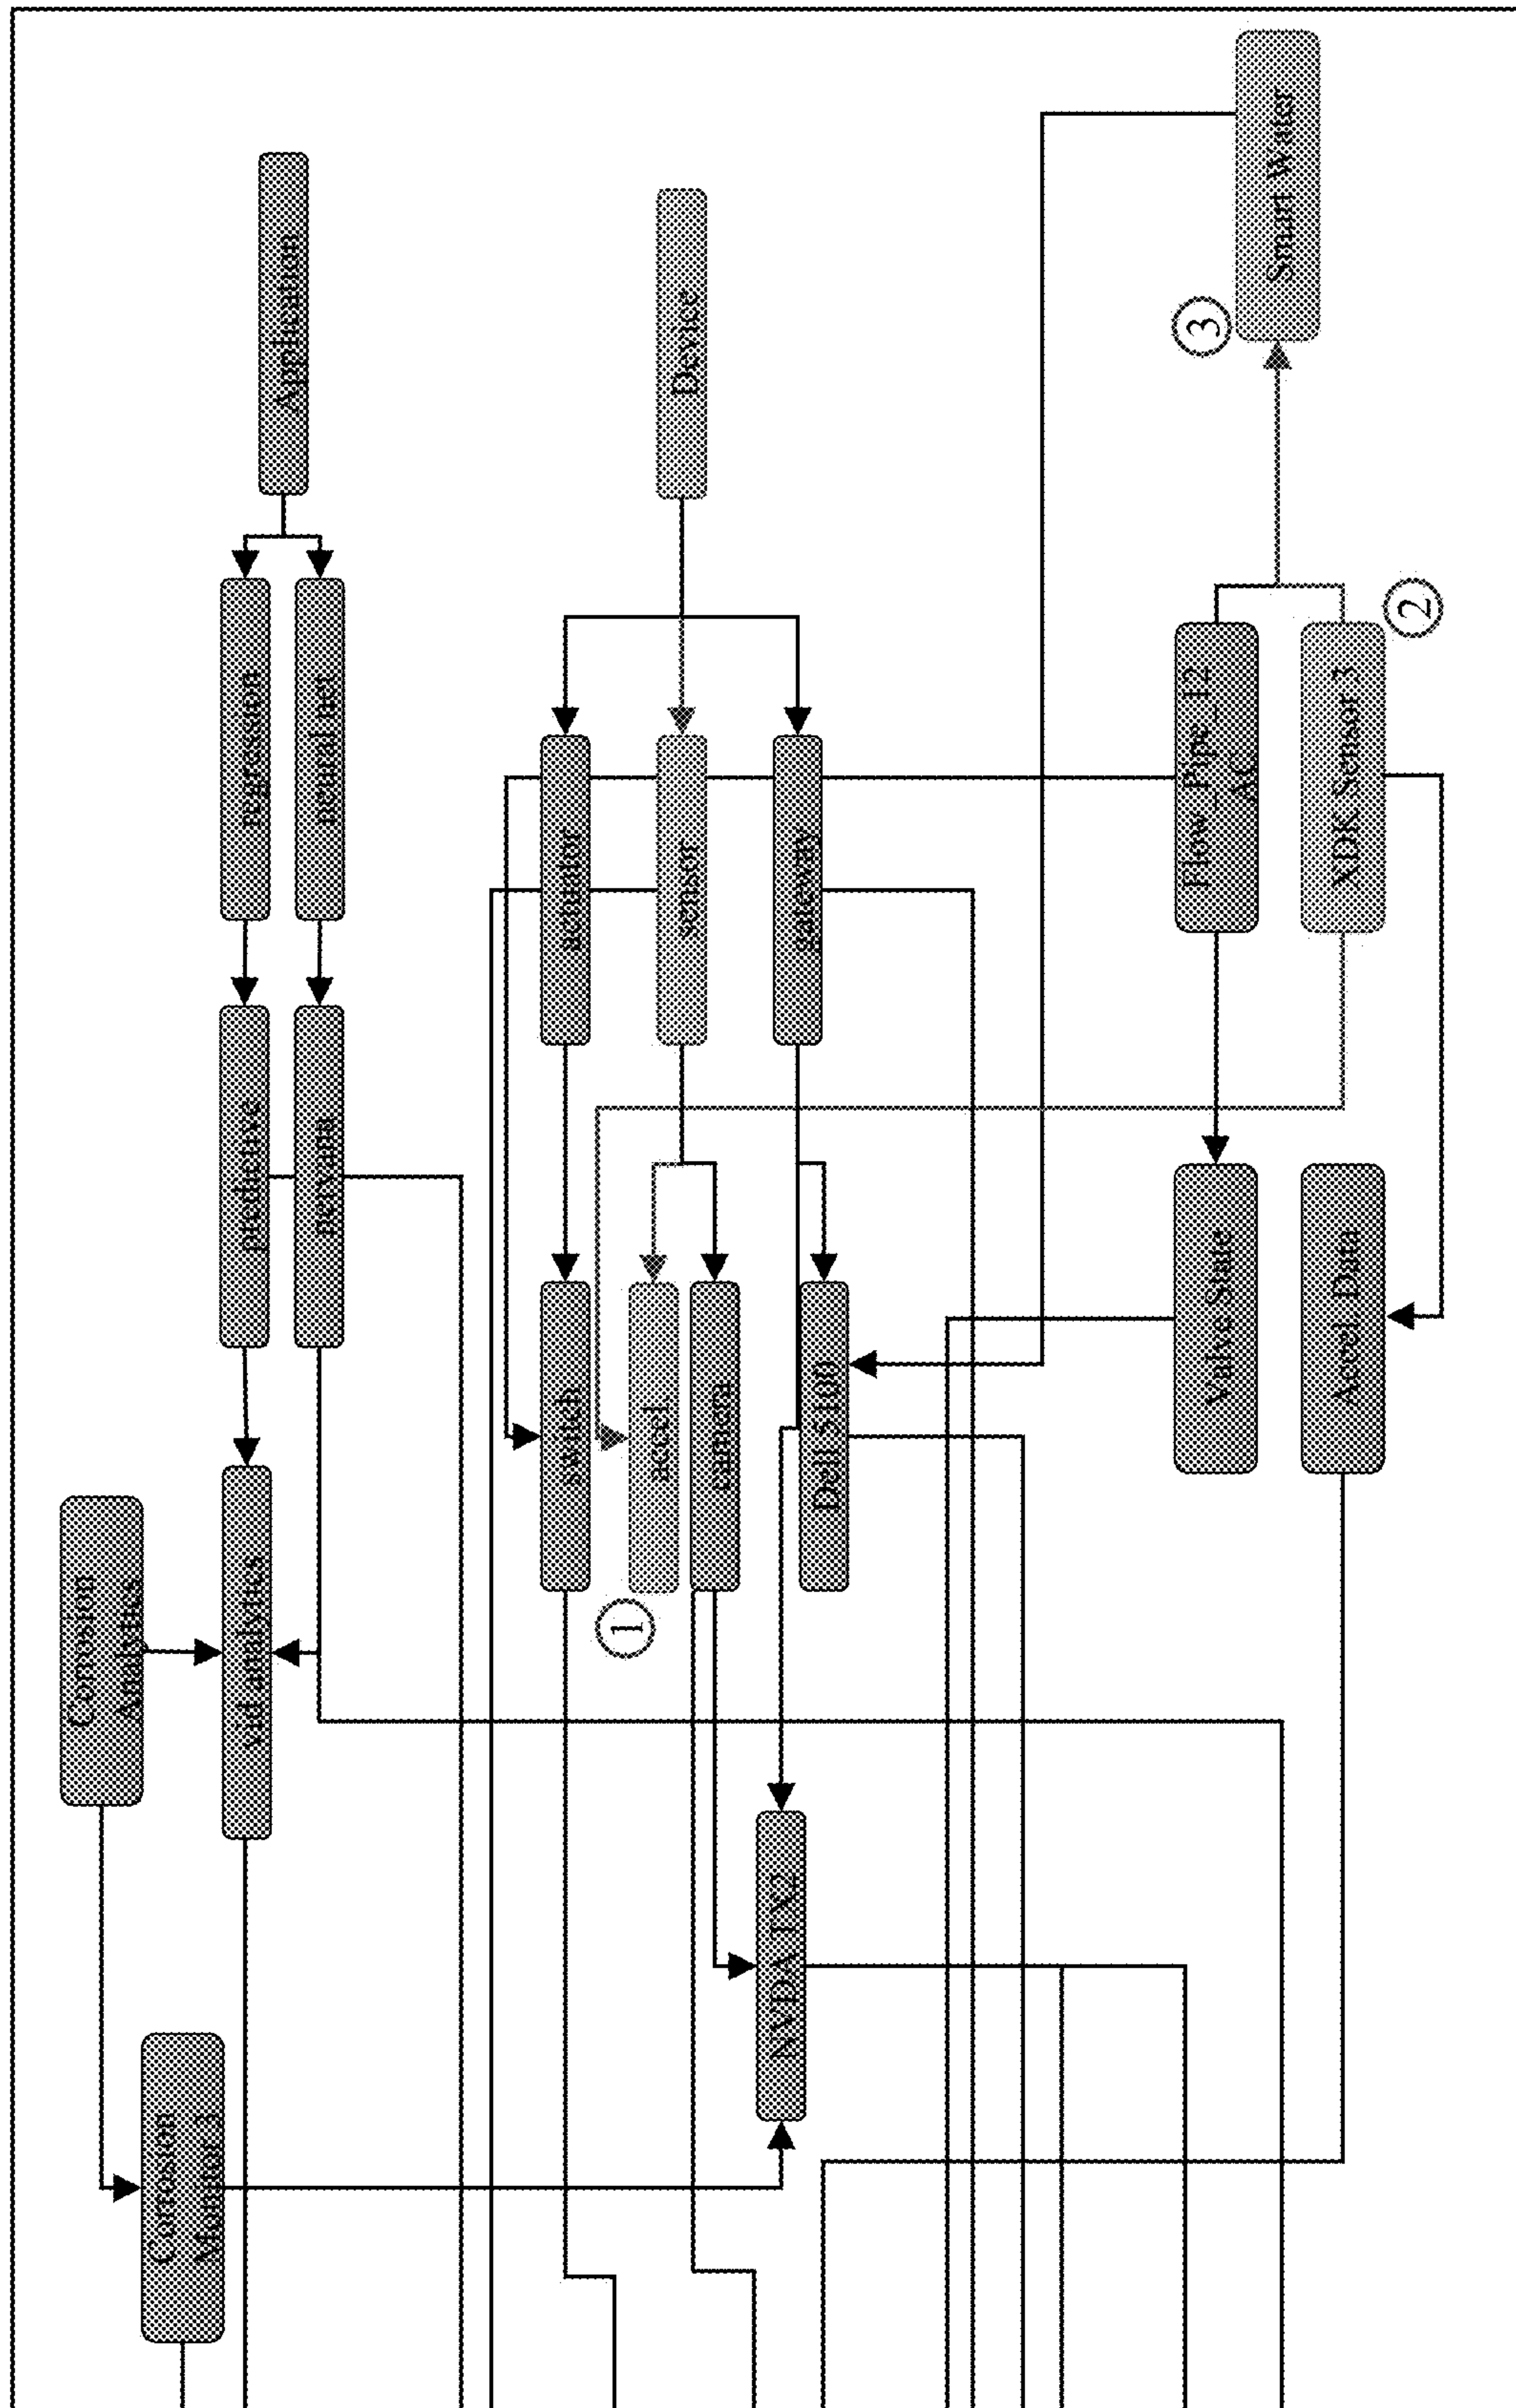 Application
regression
neural net
predictive
nervana
Corrosion
Analytics
Vid analytics
Corrosion
Monitor 3
Device
actuator
sensor
gateway
switch
accel
camera
Dell 5100
1
NVDA TX2
Smart Water
3
Flow_Pipe_12
AC
XDK Sensor 3
2
Valve State
Accel Data